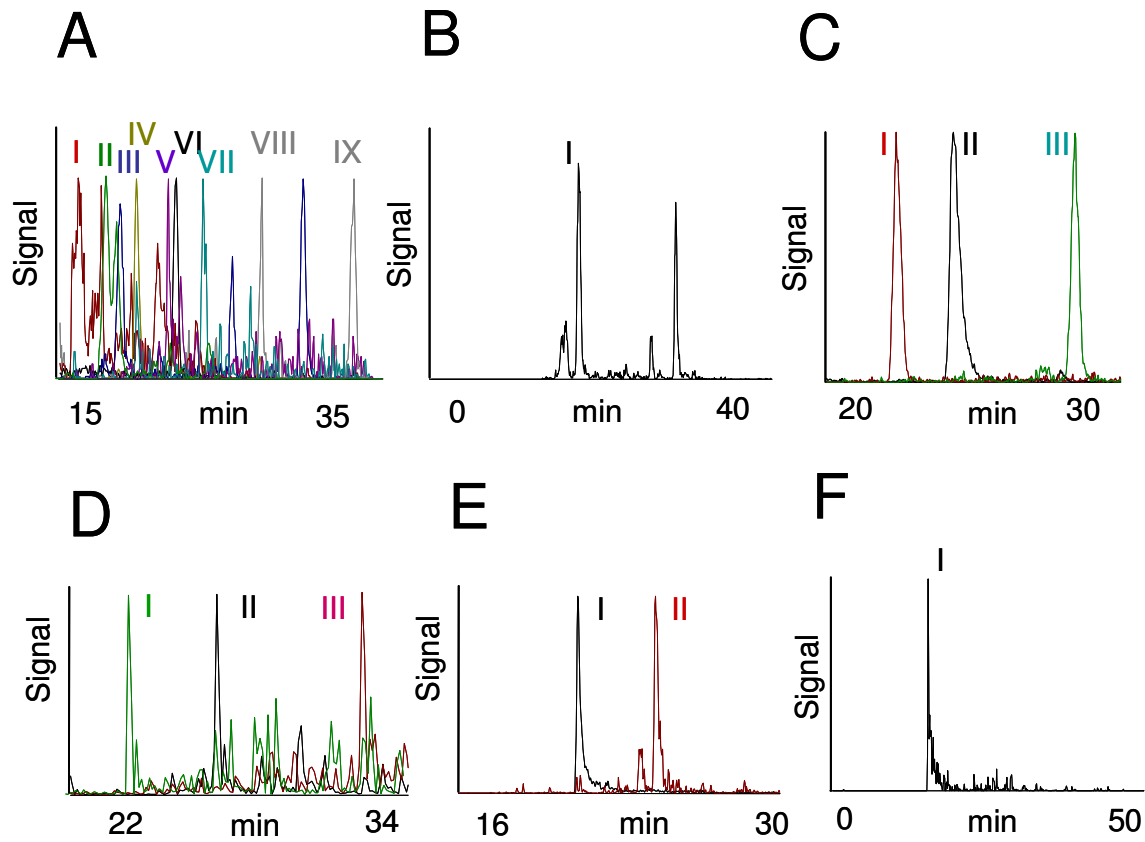 A
B
C
IV
VI
VIII
I
II
III
V
VII
IX
I
I
II
III
Signal
Signal
Signal
15
min
35
0
min
40
20
min
30
D
E
F
I
I
II
III
I
II
Signal
Signal
Signal
22
min
34
16
min
30
0
min
50